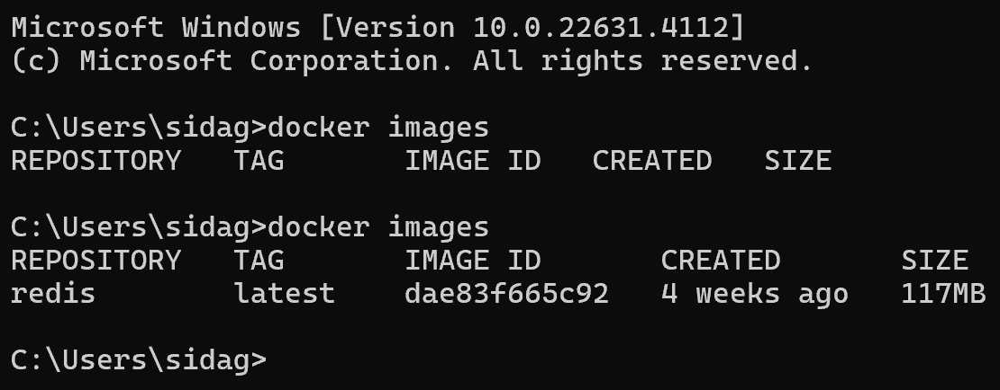 Microsoft Windows [Version 10.0.22631.4112]
(c) Microsoft Corporation. All rights reserved.
C:\Users\sidag>docker images
REPOSITORY   TAG       IMAGE ID   CREATED   SIZE
C:\Users\sidag>docker images
REPOSITORY   TAG       IMAGE ID       CREATED       SIZE
redis        latest    dae83f665c92   4 weeks ago   117MB
C:\Users\sidag>